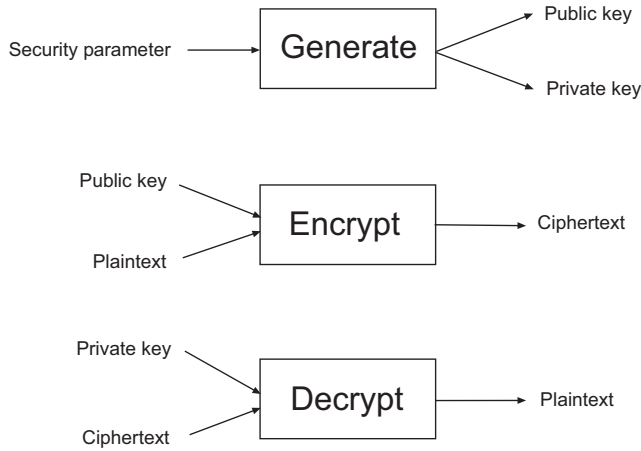 Public key
Security parameter
Generate
Private key
Public key
Encrypt
Ciphertext
Plaintext
Private key
Decrypt
Plaintext
Ciphertext